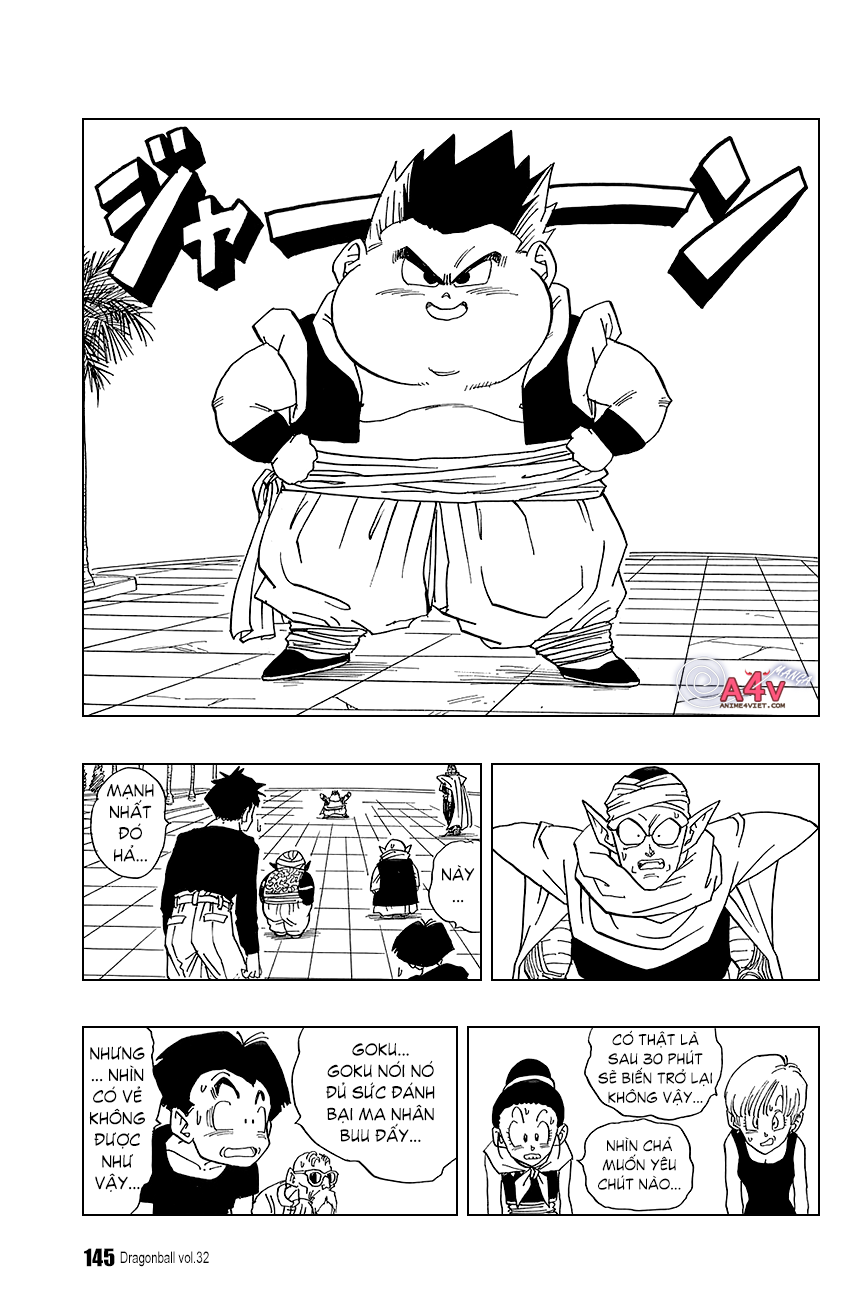 ジャーン
A4V
MANGA
ANIME4VIET.COM
MẠNH
NHẤT
ĐÓ
HẢ...
NÀY
...
GOKU...
GOKU NÓI NÓ
ĐỦ SỨC ĐÁNH
BẠI MA NHÂN
BUU ĐẤY...
NHƯNG
... NHÌN
CÓ VẺ
KHÔNG
ĐƯỢC
NHƯ
VẬY...
CÓ THẬT LÀ
SAU 30 PHÚT
SẼ BIẾN TRỞ LẠI
KHÔNG VẬY...
NHÌN CHẢ
MUỐN YÊU
CHÚT NÀO...
145 Dragonball vol.32